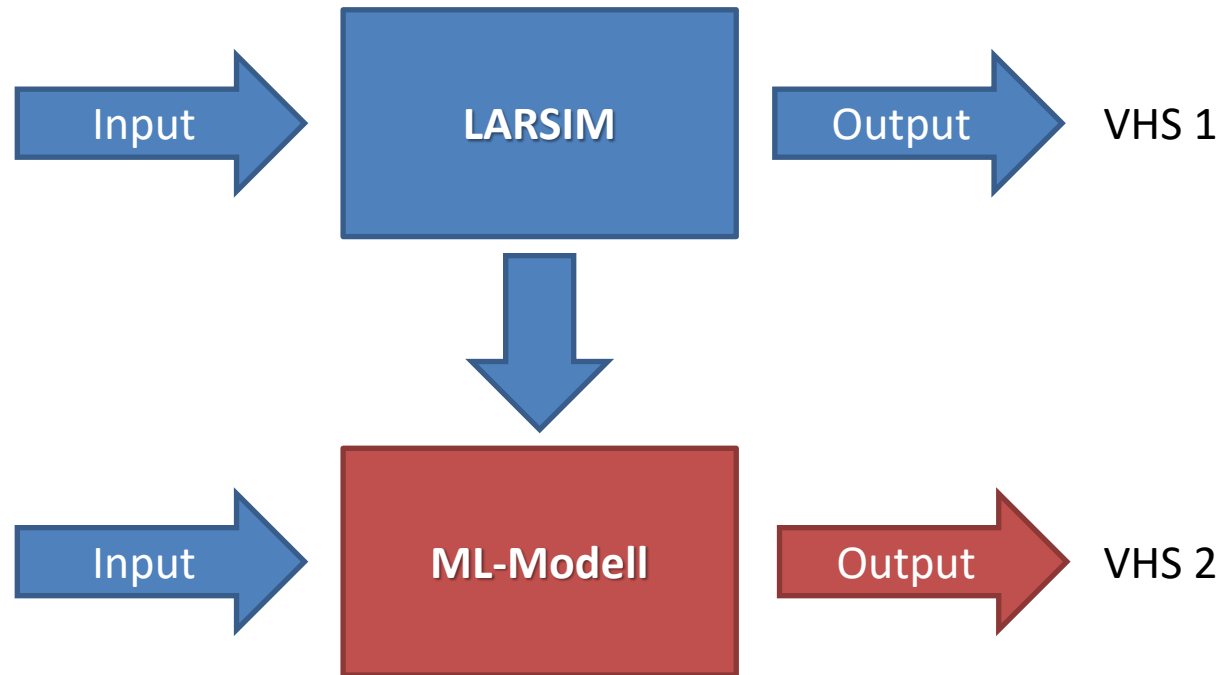 Input
LARSIM
Output
VHS 1
Input
ML-Modell
Output
VHS 2